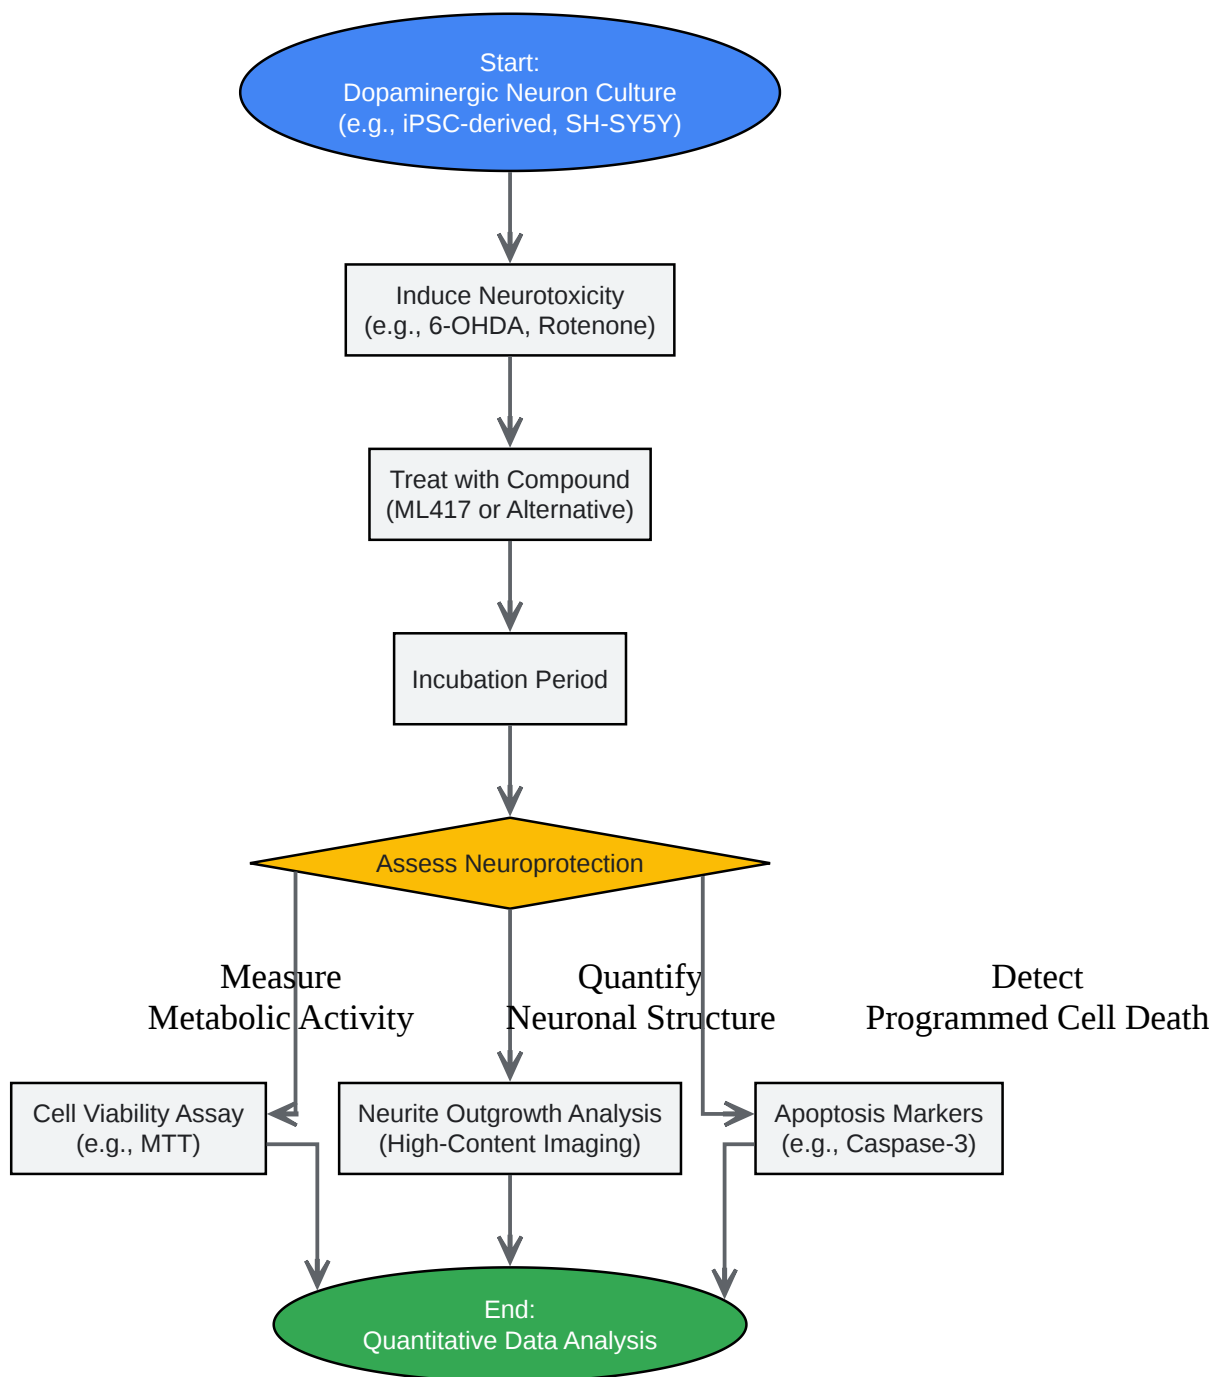 Start:
Dopaminergic Neuron Culture
(e.g., iPSC-derived, SH-SY5Y)
Induce Neurotoxicity
(e.g., 6-OHDA, Rotenone)
Treat with Compound
(ML417 or Alternative)
Incubation Period
Assess Neuroprotection
Measure
Metabolic Activity
Quantify
Neuronal Structure
Detect
Programmed Cell Death
Cell Viability Assay
(e.g., MTT)
Neurite Outgrowth Analysis
(High-Content Imaging)
Apoptosis Markers
(e.g., Caspase-3)
End:
Quantitative Data Analysis